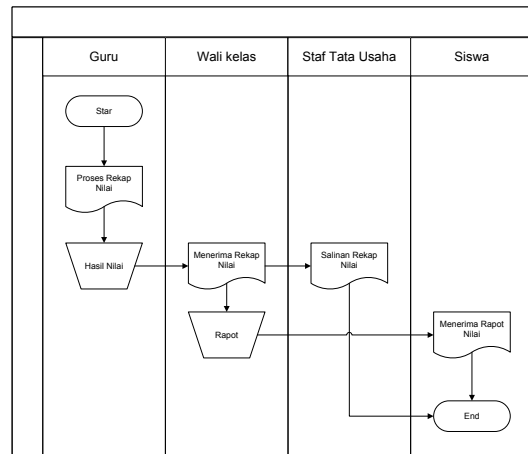 Guru
Wali kelas
Staf Tata Usaha
Siswa
Star
Proses Rekap
Nilai
Hasil Nilai
Menerima Rekap
Nilai
Salinan Rekap
Nilai
Rapot
Menerima Rapot
Nilai
End